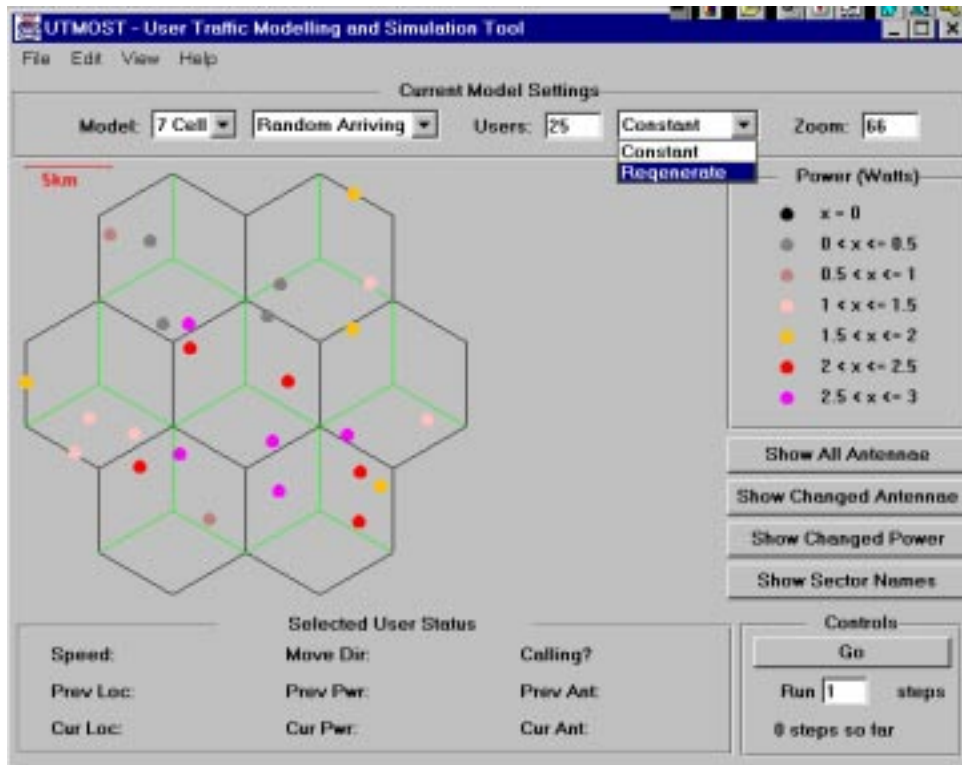 UTMOST - User Traffic Modelling and Simulation Tool
File Edit View Help
Current Model Settings
Model: 7 Cell Random Arriving Users: 25 Constant Zoom: 66
Constant
Regenerate
5km
Power (Watts)
x = 0
0 < x <= 0.5
0.5 < x <= 1
1 < x <= 1.5
1.5 < x <= 2
2 < x <= 2.5
2.5 < x <= 3
Show All Antennae
Show Changed Antennae
Show Changed Power
Show Sector Names
Selected User Status
Speed: Move Dir: Calling?
Prev Loc: Prev Pwr: Prev Ant:
Cur Loc: Cur Pwr: Cur Ant:
Controls
Go
Run 1 steps
0 steps so far